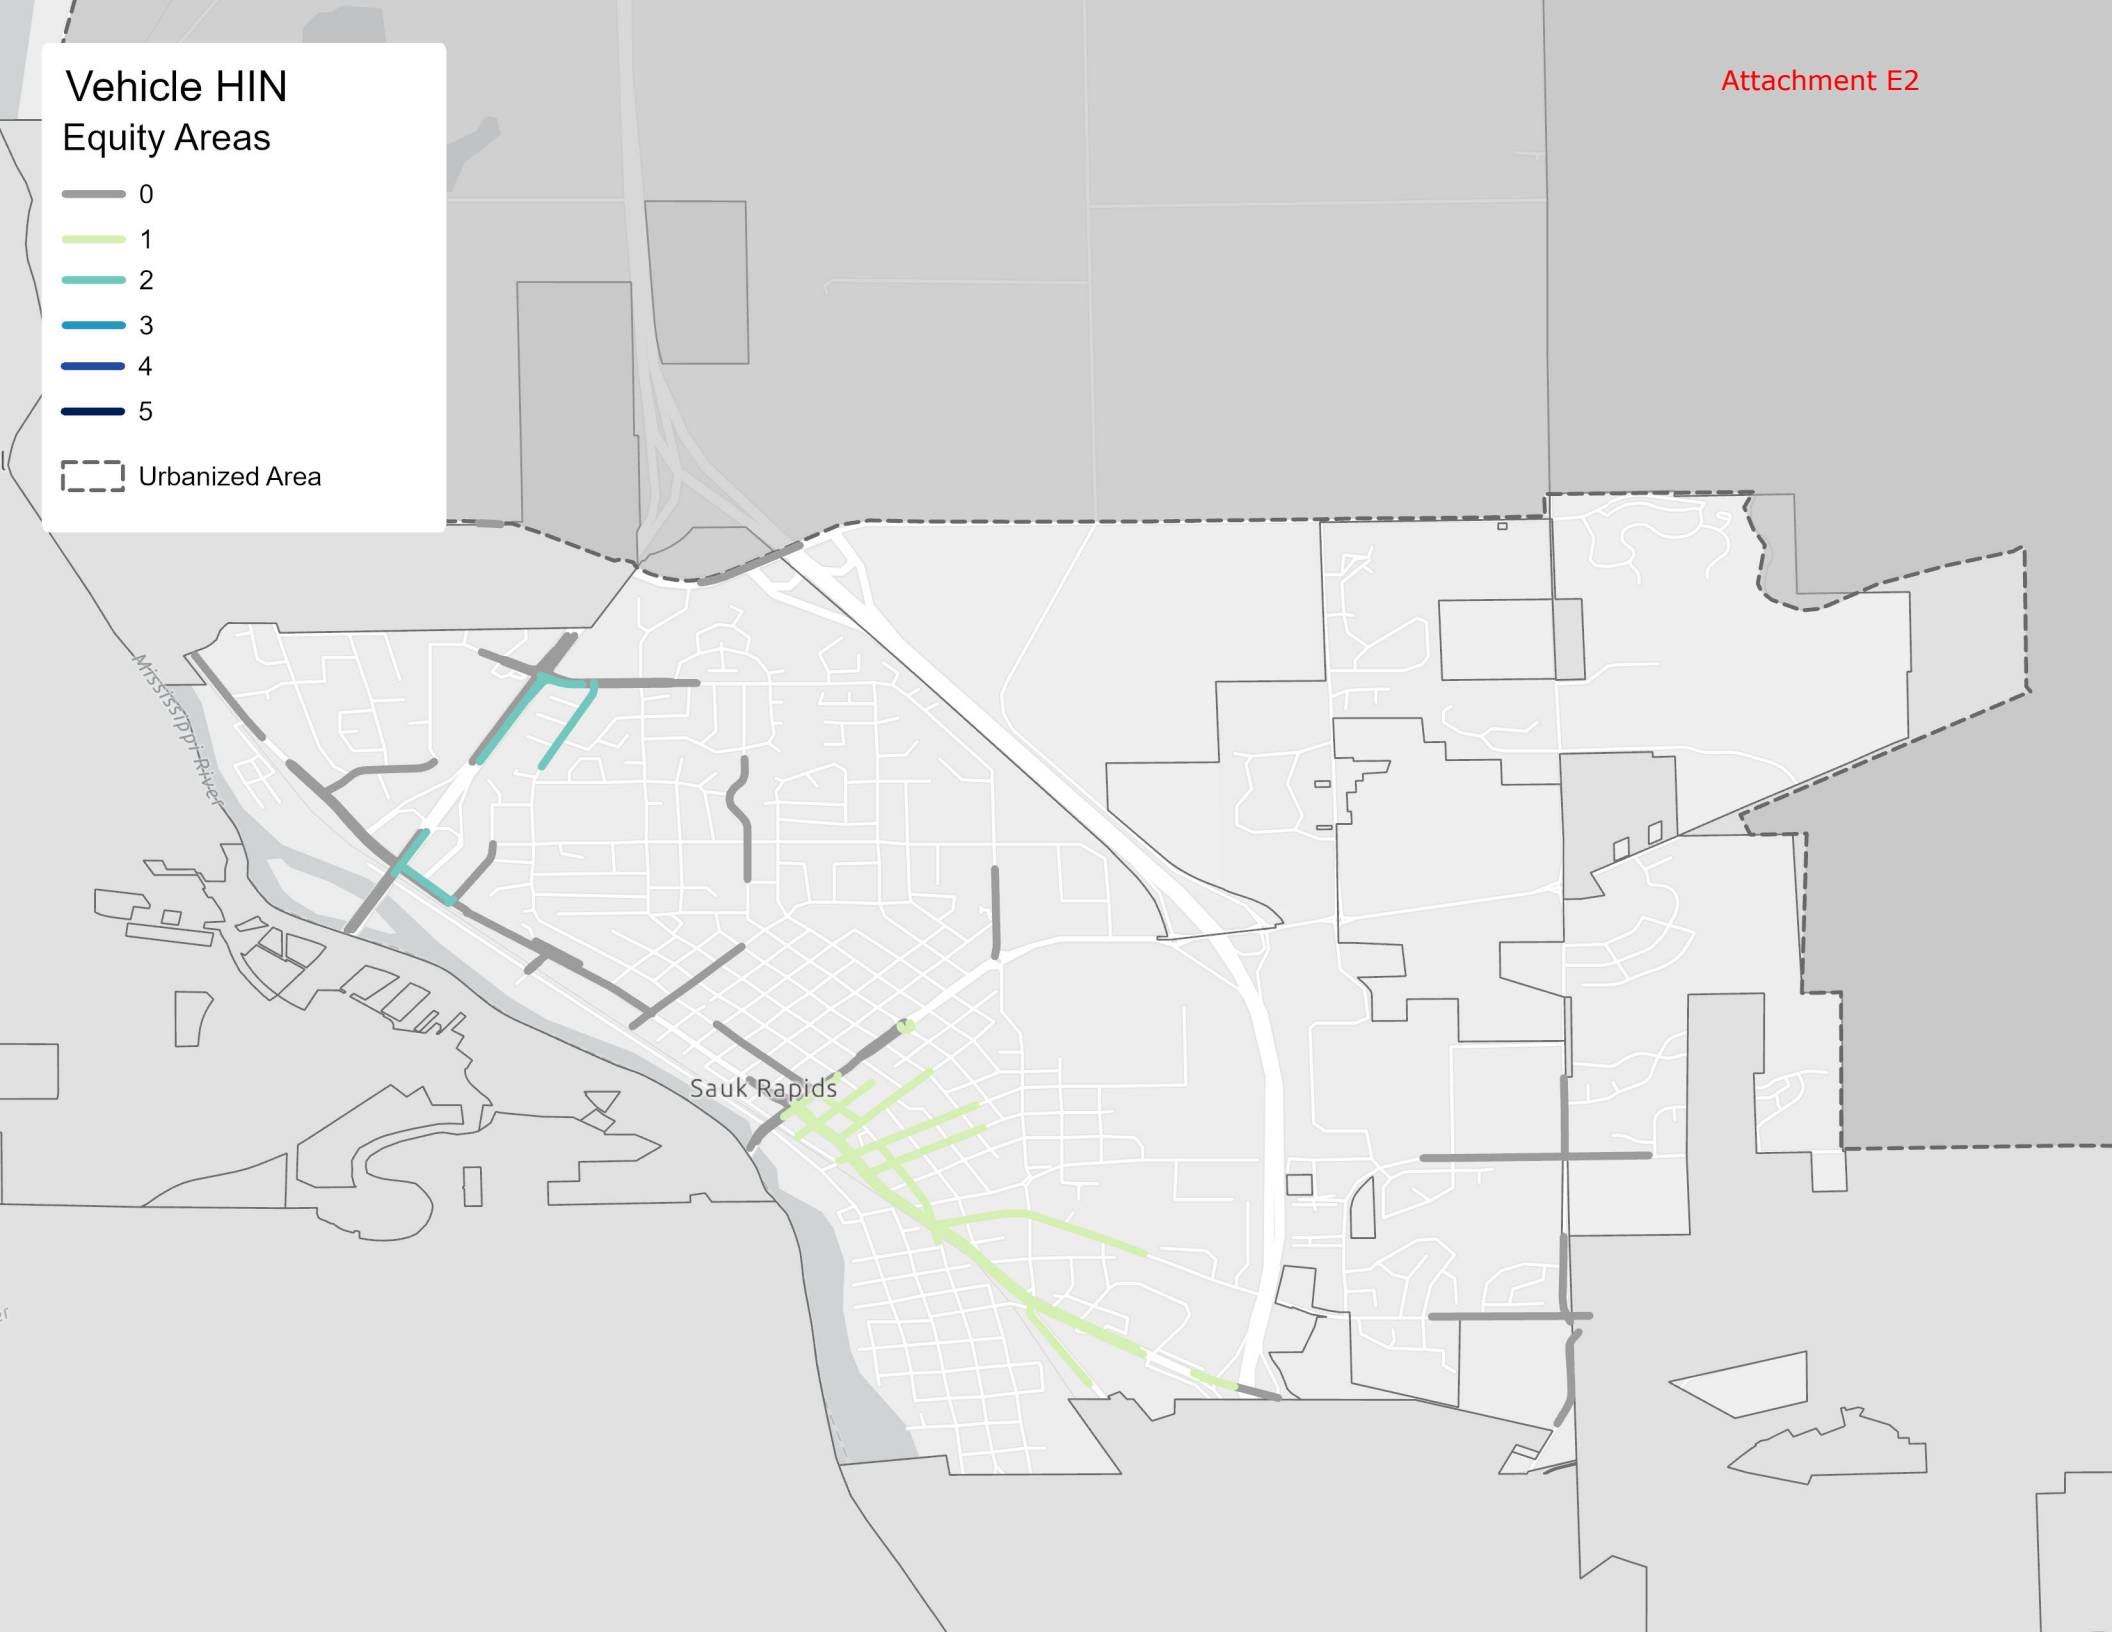 Vehicle HIN
Equity Areas
0
1
2
3
4
5
Urbanized Area
Attachment E2
Mississippi River
Sauk Rapids